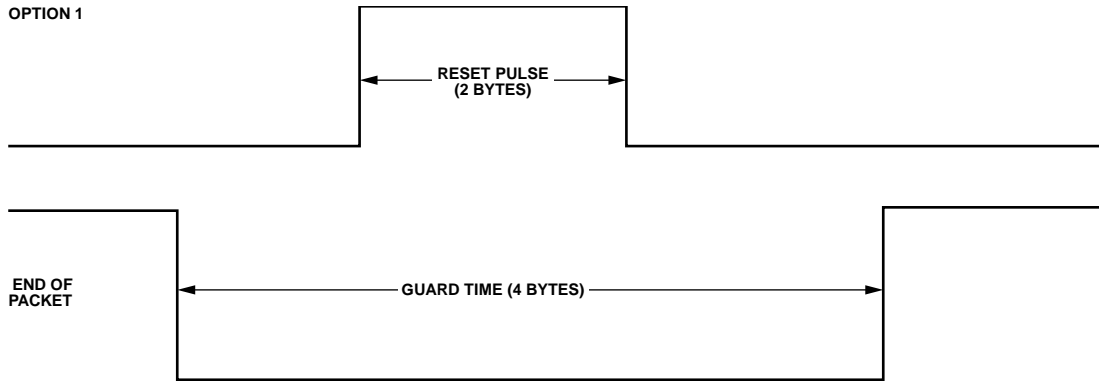 OPTION 1
RESET PULSE
(2 BYTES)
END OF
PACKET
GUARD TIME (4 BYTES)